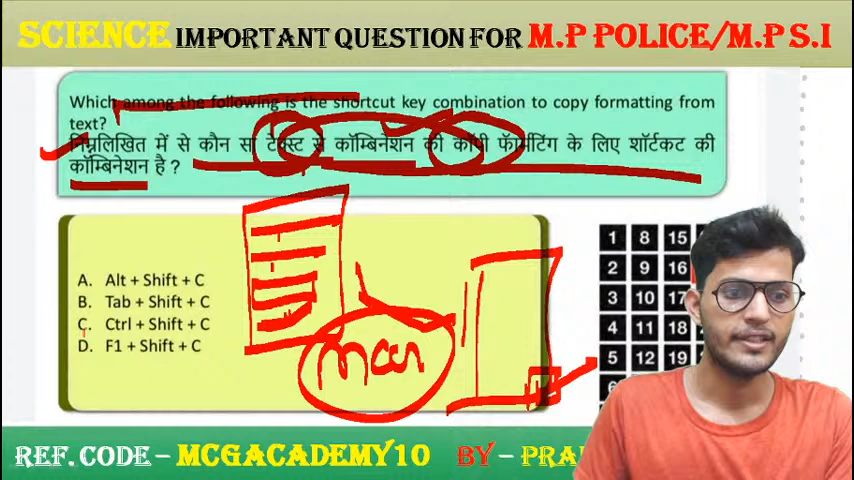 SCIENCE IMPORTANT QUESTION FOR M.P POLICE/M.P S.I
Which among the following is the shortcut key combination to copy formatting from
text?
निम्नलिखित में से कौन सा टेक्स्ट से कॉम्बिनेशन की कॉपी फॉर्मेटिंग के लिए शॉर्टकट की
कॉम्बिनेशन है ?
A. Alt + Shift + C
B. Tab + Shift + C
C. Ctrl + Shift + C
D. F1 + Shift + C
1 8 15
2 9 16
3 10 17
4 11 18
5 12 19
REF. CODE – MCGACADEMY10 BY –